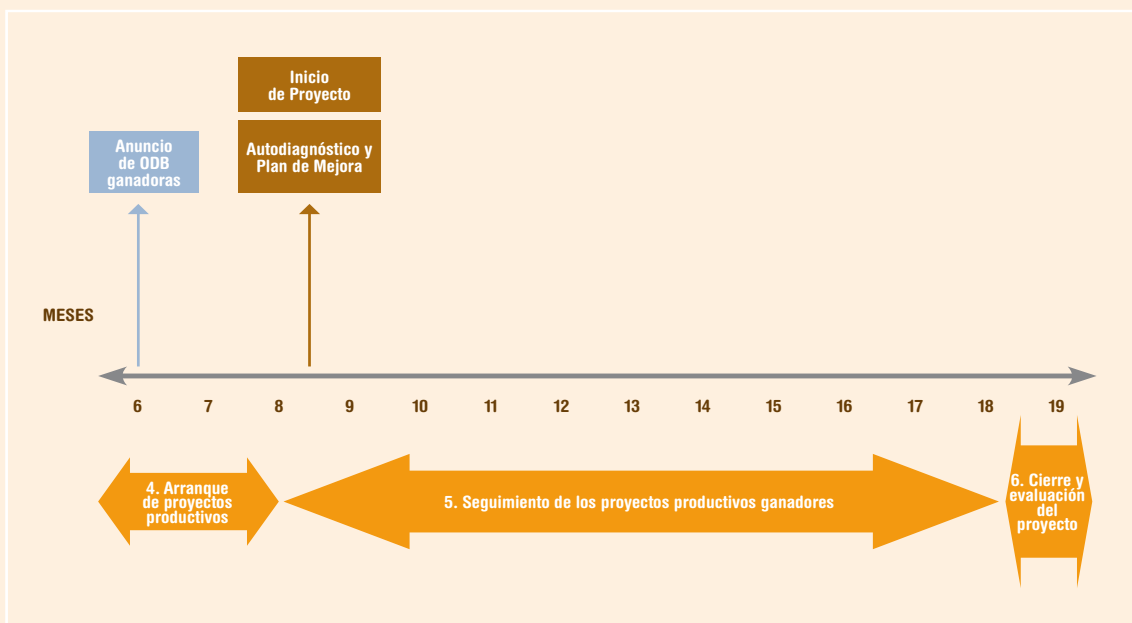 Inicio
de Proyecto
Anuncio
de ODB
ganadoras
Autodiagnóstico y
Plan de Mejora
MESES
6 7 8 9 10 11 12 13 14 15 16 17 18 19
4. Arranque
de proyectos
productivos
5. Seguimiento de los proyectos productivos ganadores
6. Cierre y
evaluación
del
proyecto